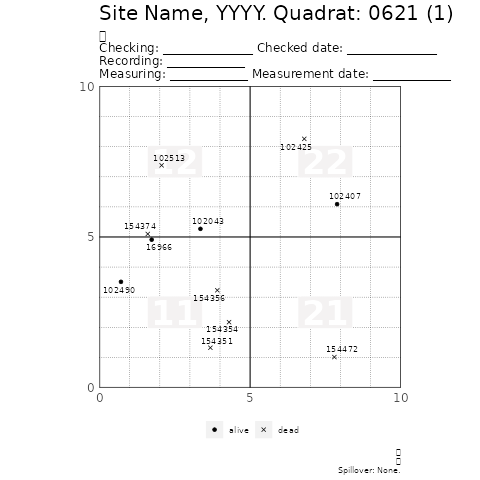 Site Name, YYYY. Quadrat: 0621 (1)
Checking: ______________ Checked date: ______________
Recording: ____________
Measuring: ____________ Measurement date: ____________
10
12
22
102513
102425
102407
154374
102043
16966
5
102490
154356
11
21
154354
154351
154472
0
0 5 10
alive dead
Spillover: None.